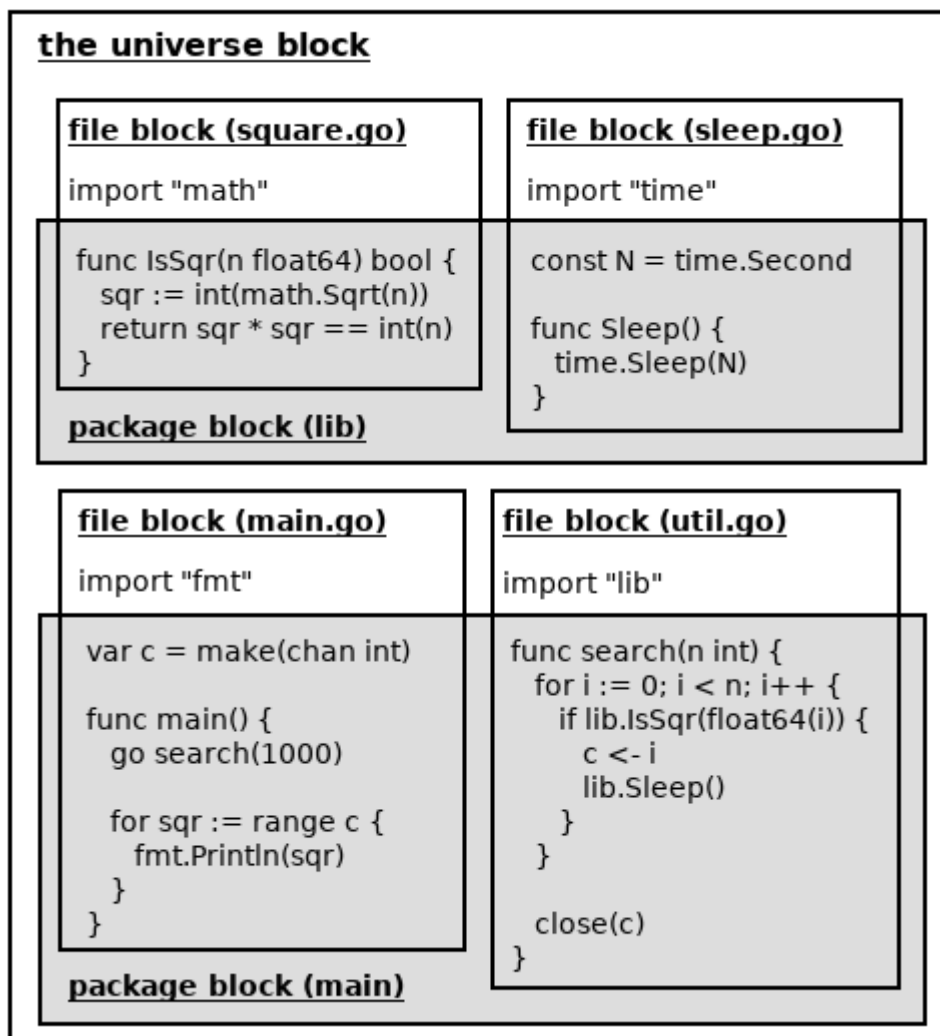 the universe block
file block (square.go)
import "math"
func IsSqr(n float64) bool {
sqr := int(math.Sqrt(n))
return sqr * sqr == int(n)
}
file block (sleep.go)
import "time"
const N = time.Second
func Sleep() {
time.Sleep(N)
}
package block (lib)
file block (main.go)
import "fmt"
var c = make(chan int)
func main() {
go search(1000)
for sqr := range c {
fmt.Println(sqr)
}
}
file block (util.go)
import "lib"
func search(n int) {
for i := 0; i < n; i++ {
if lib.IsSqr(float64(i)) {
c <- i
lib.Sleep()
}
}
close(c)
}
package block (main)